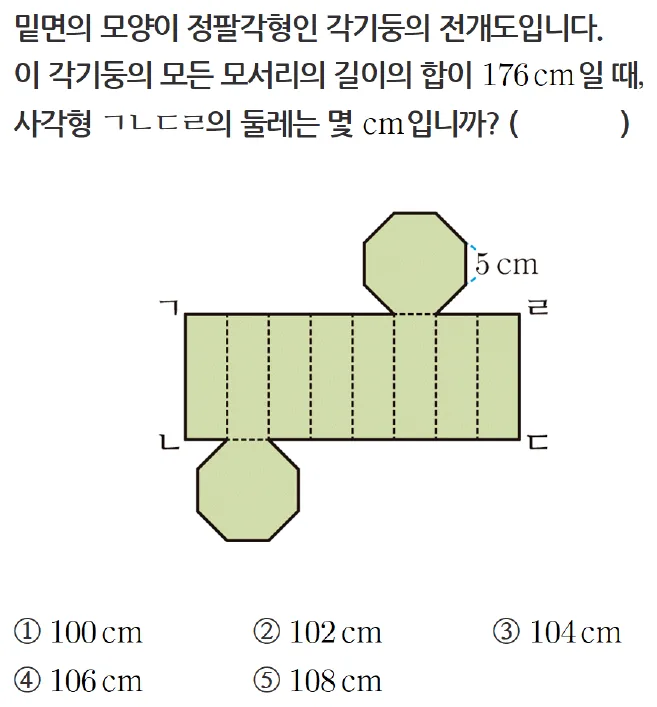 밑면의 모양이 정팔각형인 각기둥의 전개도입니다.
이 각기둥의 모든 모서리의 길이의 합이 176 cm일 때,
사각형 ㄱㄴㄷㄹ의 둘레는 몇 cm입니까? (          )
5 cm
ㄱ ㄹ
ㄴ ㄷ
① 100 cm ② 102 cm ③ 104 cm
④ 106 cm ⑤ 108 cm